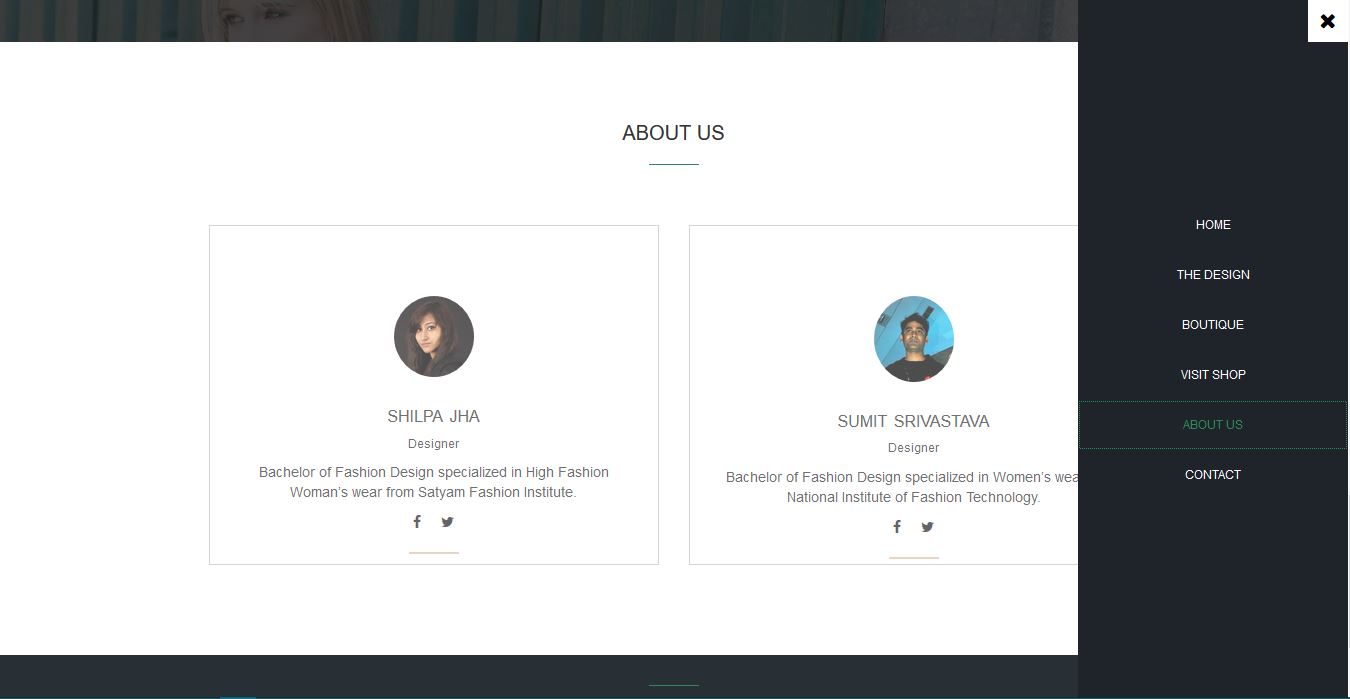 ABOUT US
SHILPA JHA
Designer
Bachelor of Fashion Design specialized in High Fashion
Woman’s wear from Satyam Fashion Institute.
SUMIT SRIVASTAVA
Designer
Bachelor of Fashion Design specialized in Women’s wea
National Institute of Fashion Technology.
HOME
THE DESIGN
BOUTIQUE
VISIT SHOP
ABOUT US
CONTACT